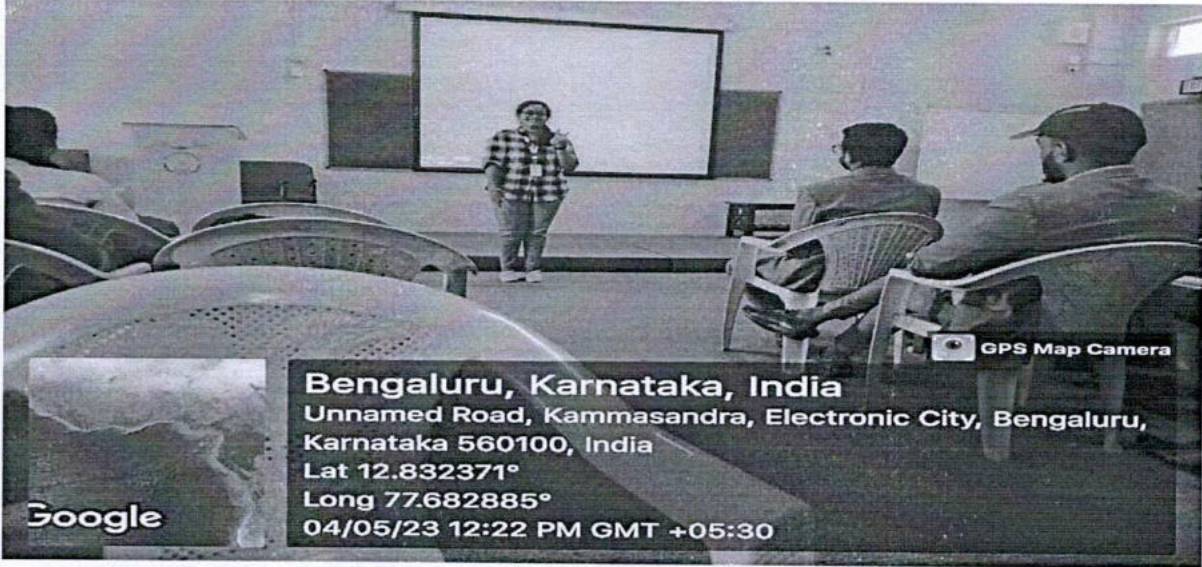 GPS Map Camera
Bengaluru, Karnataka, India
Unnamed Road, Kammasandra, Electronic City, Bengaluru,
Karnataka 560100, India
Lat 12.832371°
Long 77.682885°
04/05/23 12:22 PM GMT +05:30
Google